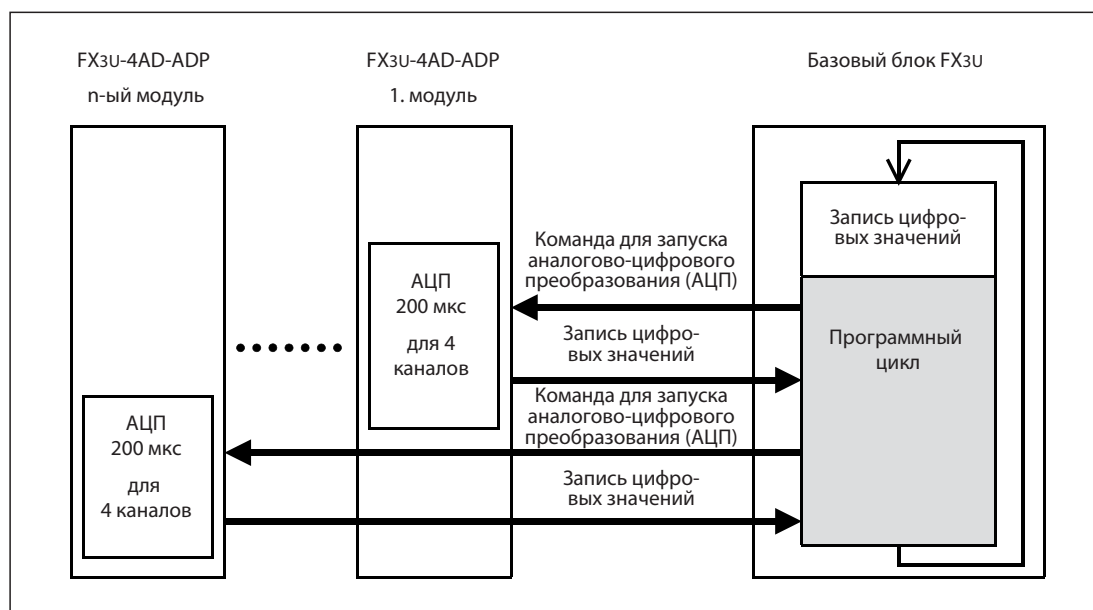 FX3U-4AD-ADP
n-ый модуль
FX3U-4AD-ADP
1. модуль
Базовый блок FX3U
Запись цифро-
вых значений
Команда для запуска
аналогово-цифрового
преобразования (АЦП)
АЦП
200 мкс
для 4
каналов
Запись цифро-
вых значений
Программный
цикл
Команда для запуска
аналогово-цифрового
преобразования (АЦП)
АЦП
200 мкс
для
4 каналов
Запись цифро-
вых значений